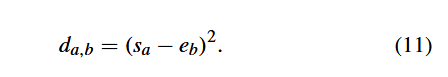 d_{a,b} = (s_a − e_b)^2. (11)